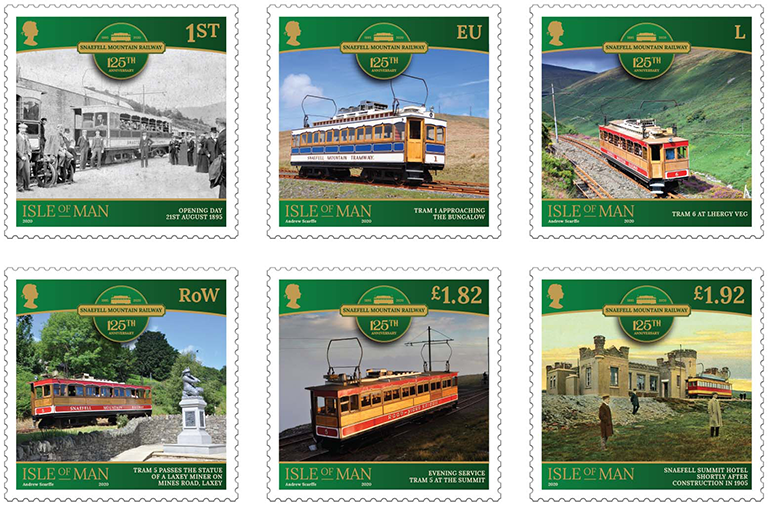 1ST
SNAEFELL MOUNTAIN RAILWAY
125TH
ANNIVERSARY
ISLE OF MAN
2020
OPENING DAY
21ST AUGUST 1895
EU
SNAEFELL MOUNTAIN RAILWAY
125TH
ANNIVERSARY
SNAEFELL MOUNTAIN TRAMWAY.
ISLE OF MAN
Andrew Scarffe 2020
TRAM 1 APPROACHING
THE BUNGALOW
L
SNAEFELL MOUNTAIN RAILWAY
125TH
ANNIVERSARY
ISLE OF MAN
Andrew Scarffe 2020
TRAM 6 AT LHERGY VEG
RoW
SNAEFELL MOUNTAIN RAILWAY
125TH
ANNIVERSARY
SNAEFELL MOUNTAIN
ISLE OF MAN
Andrew Scarffe 2020
TRAM 5 PASSES THE STATUE
OF A LAXEY MINER ON
MINES ROAD, LAXEY
£1.82
SNAEFELL MOUNTAIN RAILWAY
125TH
ANNIVERSARY
ISLE OF MAN
Andrew Scarffe 2020
EVENING SERVICE
TRAM 5 AT THE SUMMIT
£1.92
SNAEFELL MOUNTAIN RAILWAY
125TH
ANNIVERSARY
ISLE OF MAN
2020
SNAEFELL SUMMIT HOTEL
SHORTLY AFTER
CONSTRUCTION IN 1905